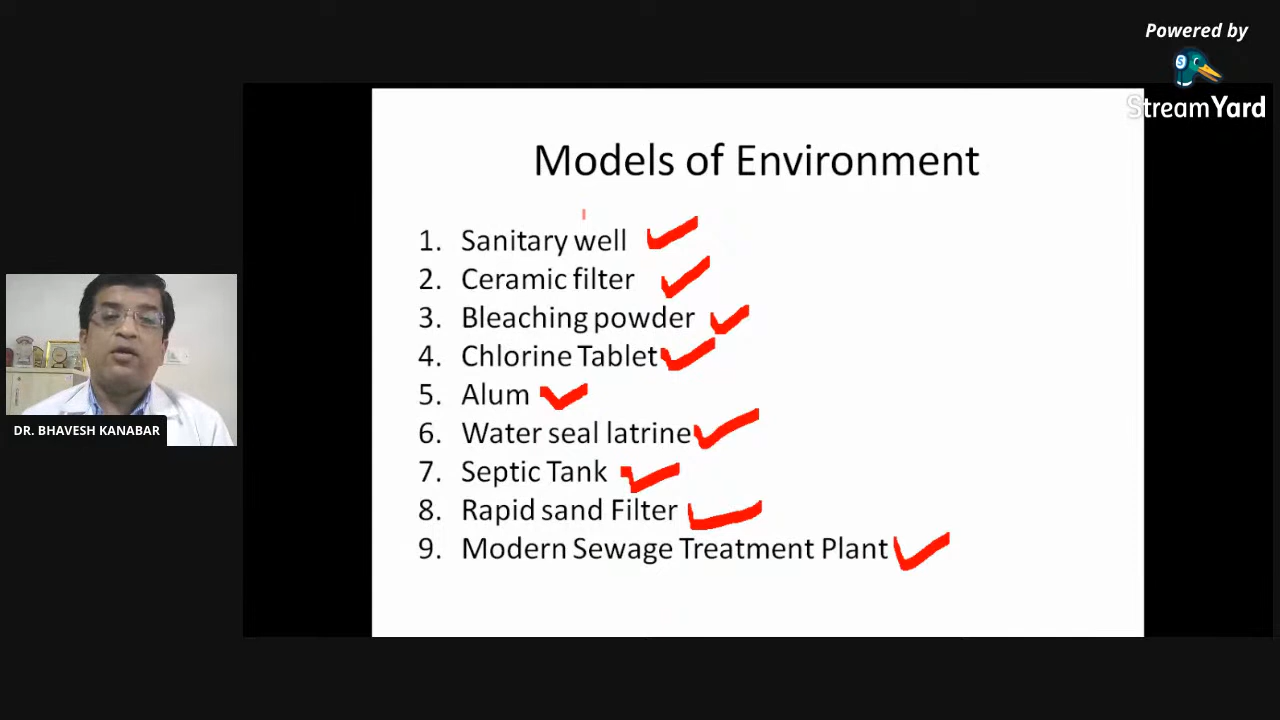 Powered by
StreamYard
Models of Environment
1. Sanitary well
2. Ceramic filter
3. Bleaching powder
4. Chlorine Tablet
5. Alum
6. Water seal latrine
7. Septic Tank
8. Rapid sand Filter
9. Modern Sewage Treatment Plant
DR. BHAVESH KANABAR